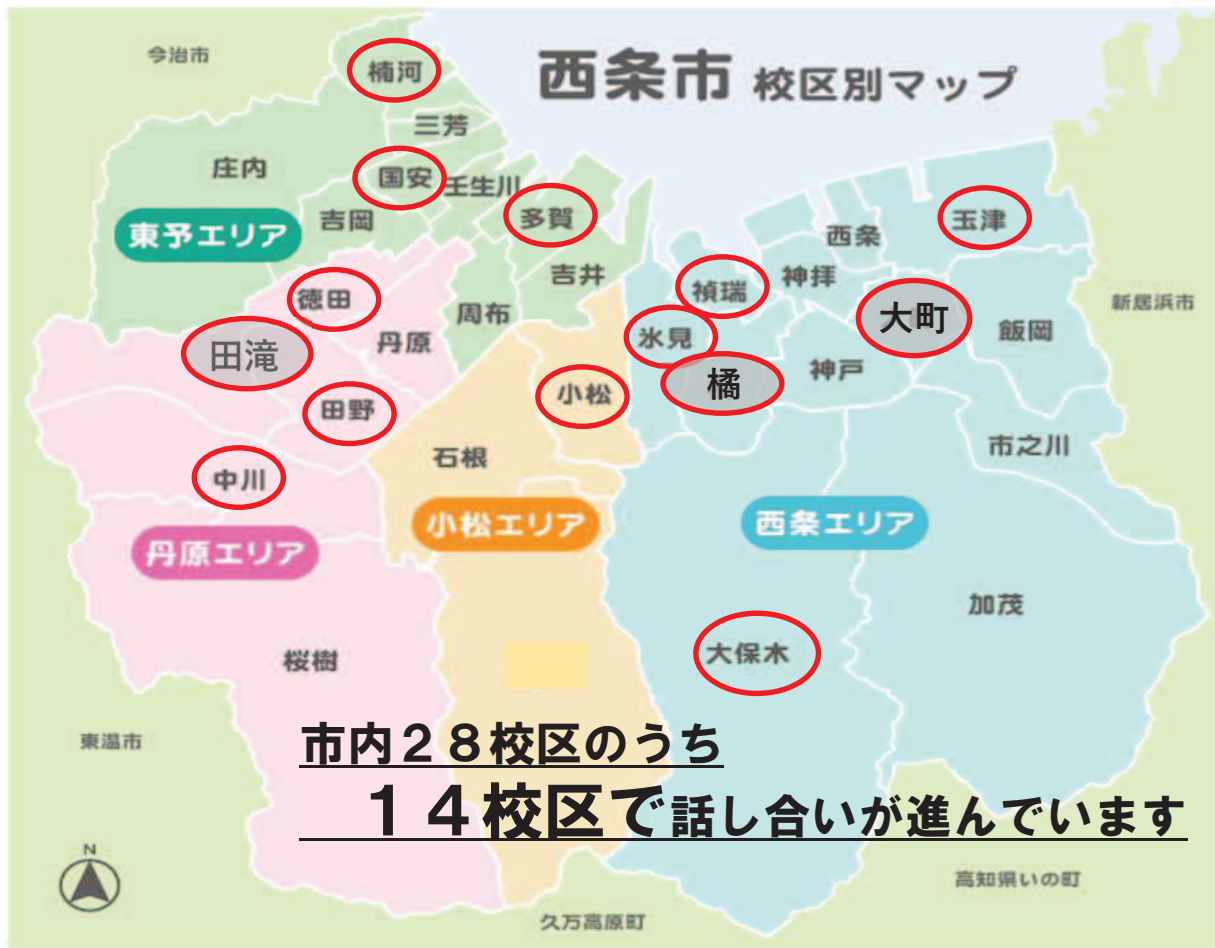 西条市 校区別マップ
今治市
楠河
三芳
庄内
国安
壬生川
多賀
吉岡
東予エリア
玉津
西条
吉井
神拝
禎瑞
徳田
周布
大町
新居浜市
丹原
氷見
飯岡
田滝
神戸
橘
小松
田野
市之川
石根
中川
小松エリア
西条エリア
丹原エリア
加茂
大保木
桜樹
東温市
市内28校区のうち
14校区で話し合いが進んでいます
N
高知県いの町
久万高原町